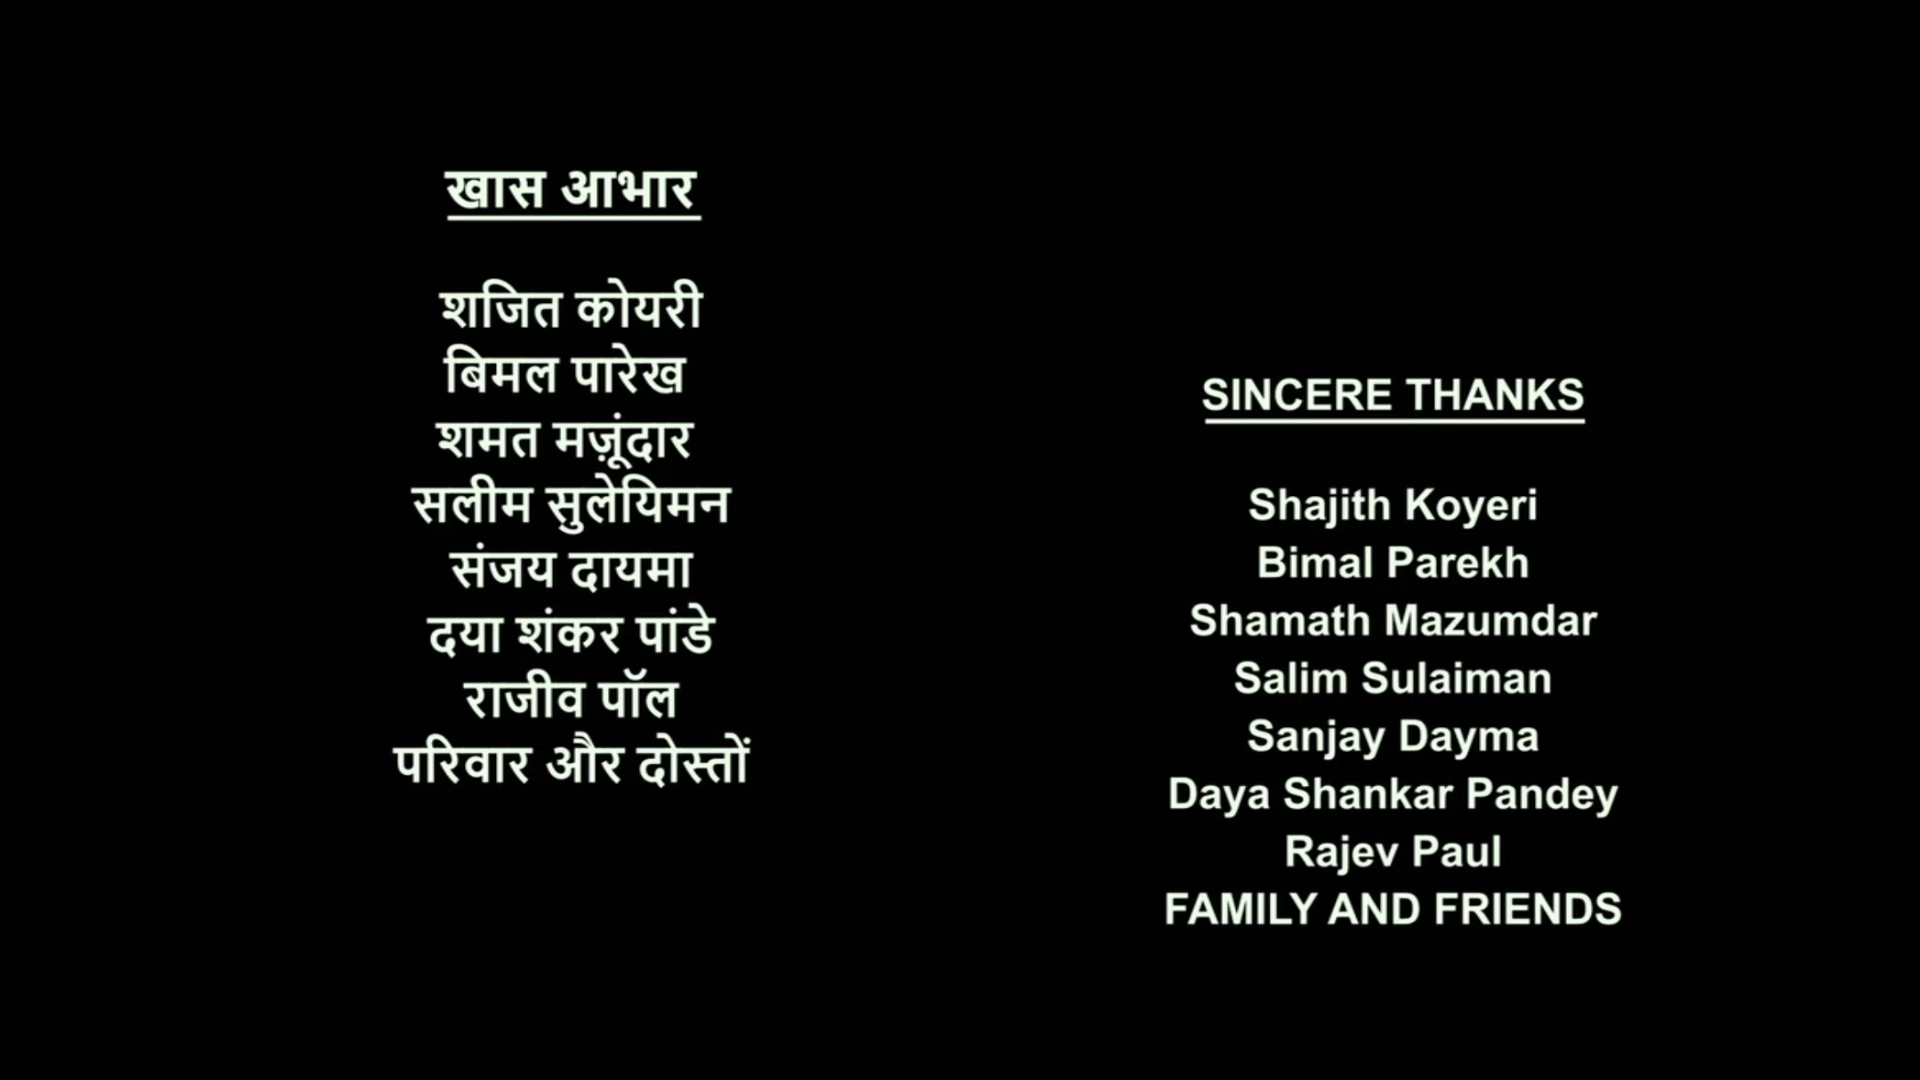 खास आभार
शजित कोयरी
बिमल पारेख
शमत मज़ूंदार
सलीम सुलेयिमन
संजय दायमा
दया शंकर पांडे
राजीव पॉल
परिवार और दोस्तों
SINCERE THANKS
Shajith Koyeri
Bimal Parekh
Shamath Mazumdar
Salim Sulaiman
Sanjay Dayma
Daya Shankar Pandey
Rajev Paul
FAMILY AND FRIENDS